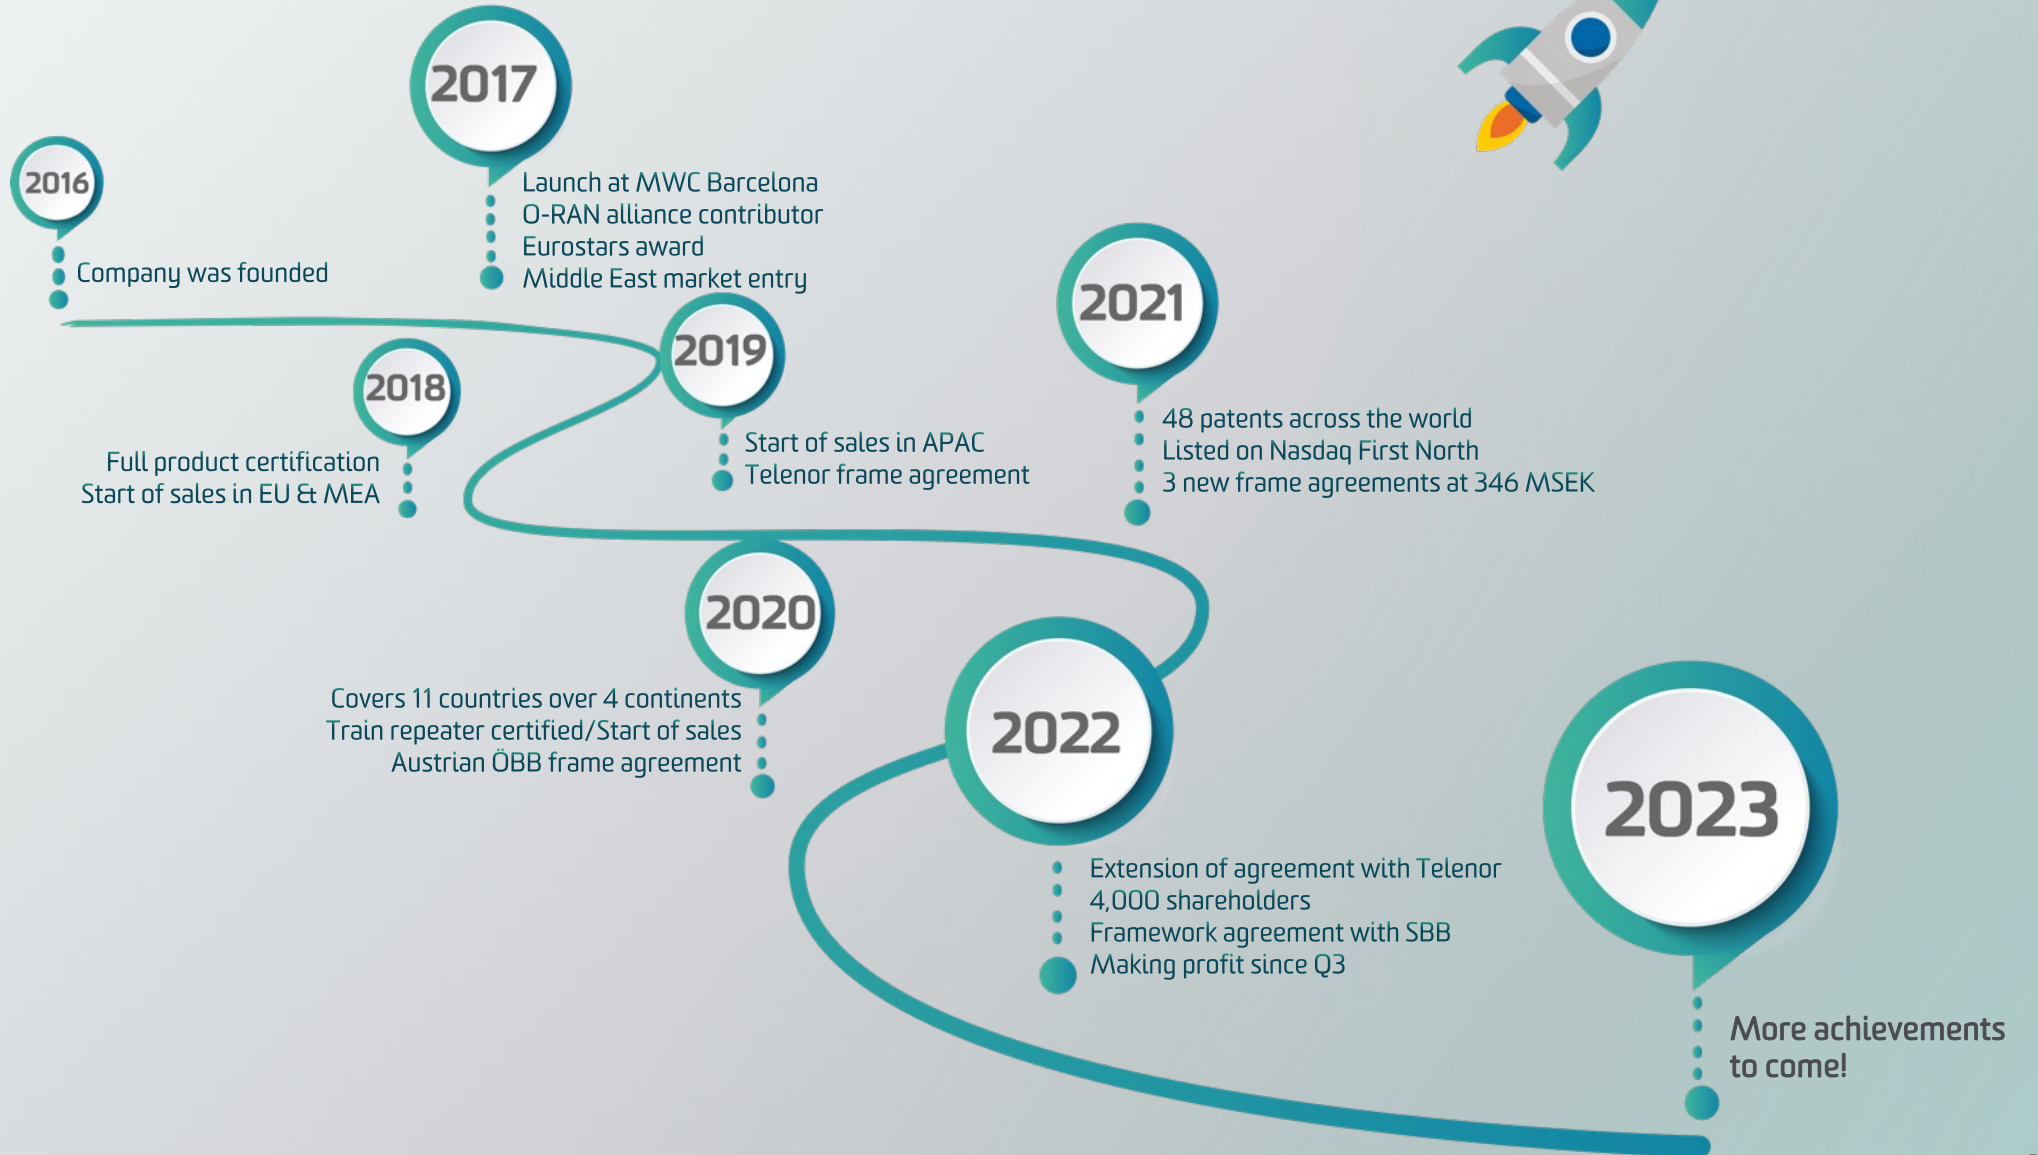 2016
Company was founded
2017
Launch at MWC Barcelona
O-RAN alliance contributor
Eurostars award
Middle East market entry
2018
Full product certification
Start of sales in EU & MEA
2019
Start of sales in APAC
Telenor frame agreement
2020
Covers 11 countries over 4 continents
Train repeater certified/Start of sales
Austrian ÖBB frame agreement
2021
48 patents across the world
Listed on Nasdaq First North
3 new frame agreements at 346 MSEK
2022
Extension of agreement with Telenor
4,000 shareholders
Framework agreement with SBB
Making profit since Q3
2023
More achievements
to come!